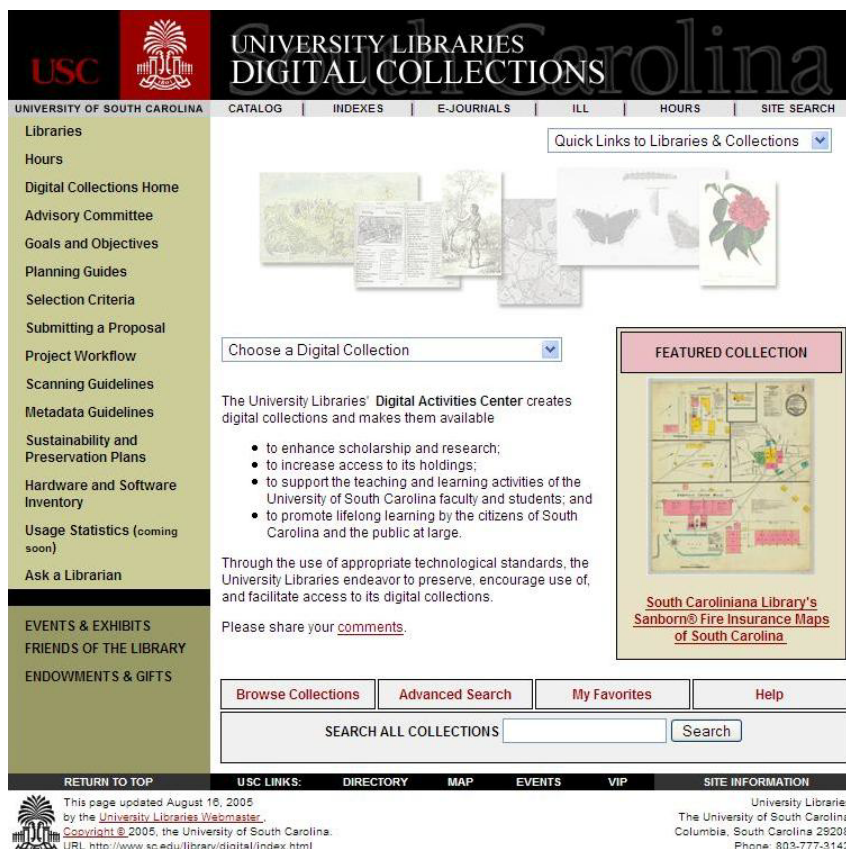 South Carolina
USC
UNIVERSITY LIBRARIES
DIGITAL COLLECTIONS
UNIVERSITY OF SOUTH CAROLINA
CATALOG | INDEXES | E-JOURNALS | ILL | HOURS | SITE SEARCH
Libraries
Hours
Digital Collections Home
Advisory Committee
Goals and Objectives
Planning Guides
Selection Criteria
Submitting a Proposal
Project Workflow
Scanning Guidelines
Metadata Guidelines
Sustainability and
Preservation Plans
Hardware and Software
Inventory
Usage Statistics (coming
soon)
Ask a Librarian
EVENTS & EXHIBITS
FRIENDS OF THE LIBRARY
ENDOWMENTS & GIFTS
Quick Links to Libraries & Collections
Choose a Digital Collection
The University Libraries' Digital Activities Center creates
digital collections and makes them available
• to enhance scholarship and research;
• to increase access to its holdings;
• to support the teaching and learning activities of the
University of South Carolina faculty and students; and
• to promote lifelong learning by the citizens of South
Carolina and the public at large.
Through the use of appropriate technological standards, the
University Libraries endeavor to preserve, encourage use of,
and facilitate access to its digital collections.
Please share your comments.
FEATURED COLLECTION
South Caroliniana Library's
Sanborn® Fire Insurance Maps
of South Carolina
Browse Collections Advanced Search My Favorites Help
SEARCH ALL COLLECTIONS Search
RETURN TO TOP USC LINKS: DIRECTORY MAP EVENTS VIP SITE INFORMATION
This page updated August 16, 2005
by the University Libraries Webmaster.
Copyright © 2005, the University of South Carolina.
URL http://www.sc.edu/library/digital/index.html
University Librarie
The University of South Carolina
Columbia, South Carolina 29208
Phone: 803-777-3142